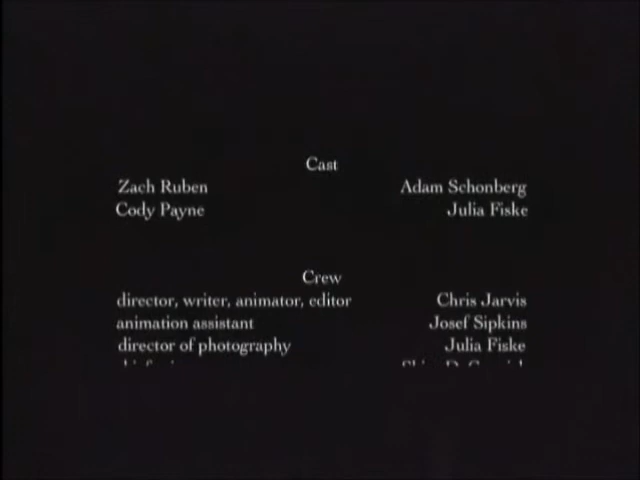 Cast
Zach Ruben Adam Schonberg
Cody Payne Julia Fiske
Crew
director, writer, animator, editor Chris Jarvis
animation assistant Josef Sipkins
director of photography Julia Fiske